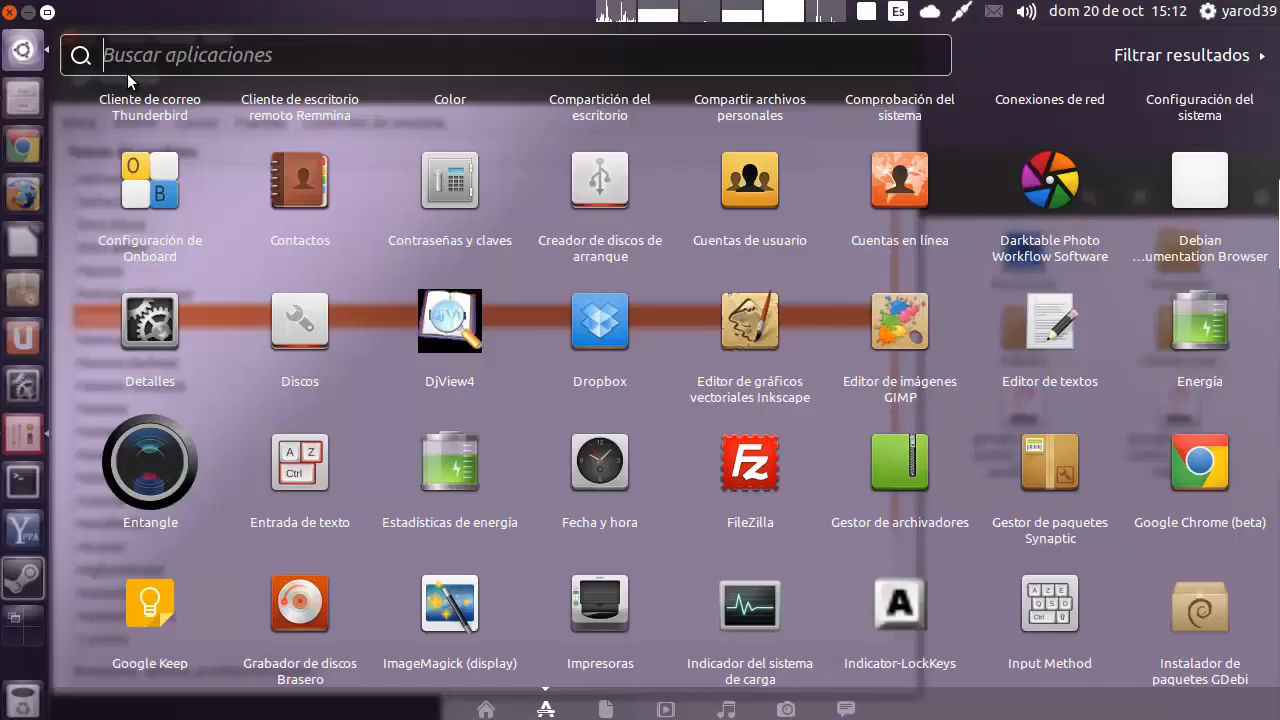 Es
dom 20 de oct 15:12
yarod39
Buscar aplicaciones
Filtrar resultados
Cliente de correo
Thunderbird
Cliente de escritorio
remoto Remmina
Color
Compartición del
escritorio
Compartir archivos
personales
Comprobación del
sistema
Conexiones de red
Configuración del
sistema
O
B
Configuración de
Onboard
Contactos
Contraseñas y claves
Creador de discos de
arranque
Cuentas de usuario
Cuentas en línea
Darktable Photo
Workflow Software
Debian
...umentation Browser
Detalles
Discos
DjView4
Dropbox
Editor de gráficos
vectoriales Inkscape
Editor de imágenes
GIMP
Editor de textos
Energía
A Z
Ctrl
Fz
Entangle
Entrada de texto
Estadísticas de energía
Fecha y hora
FileZilla
Gestor de archivadores
Gestor de paquetes
Synaptic
Google Chrome (beta)
A
Google Keep
Grabador de discos
Brasero
ImageMagick (display)
Impresoras
Indicador del sistema
de carga
Indicator-LockKeys
Input Method
Instalador de
paquetes GDebi